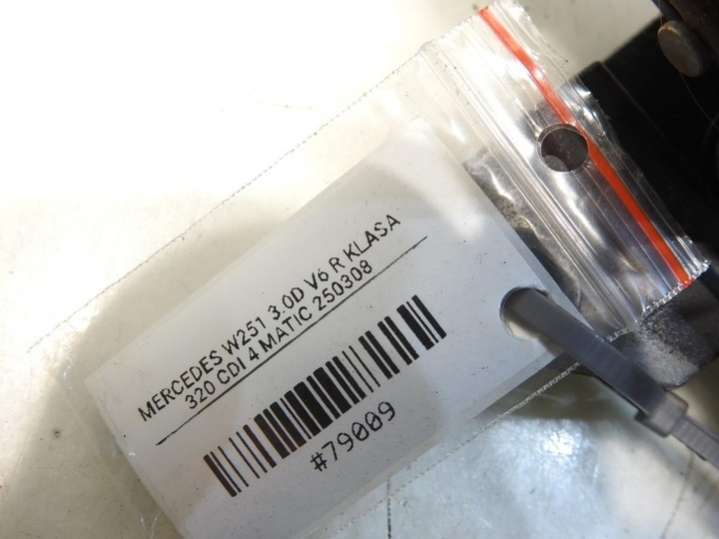 MERCEDES W251 3.0D V6 R KLASA
320 CDI 4 MATIC 250308
#79009